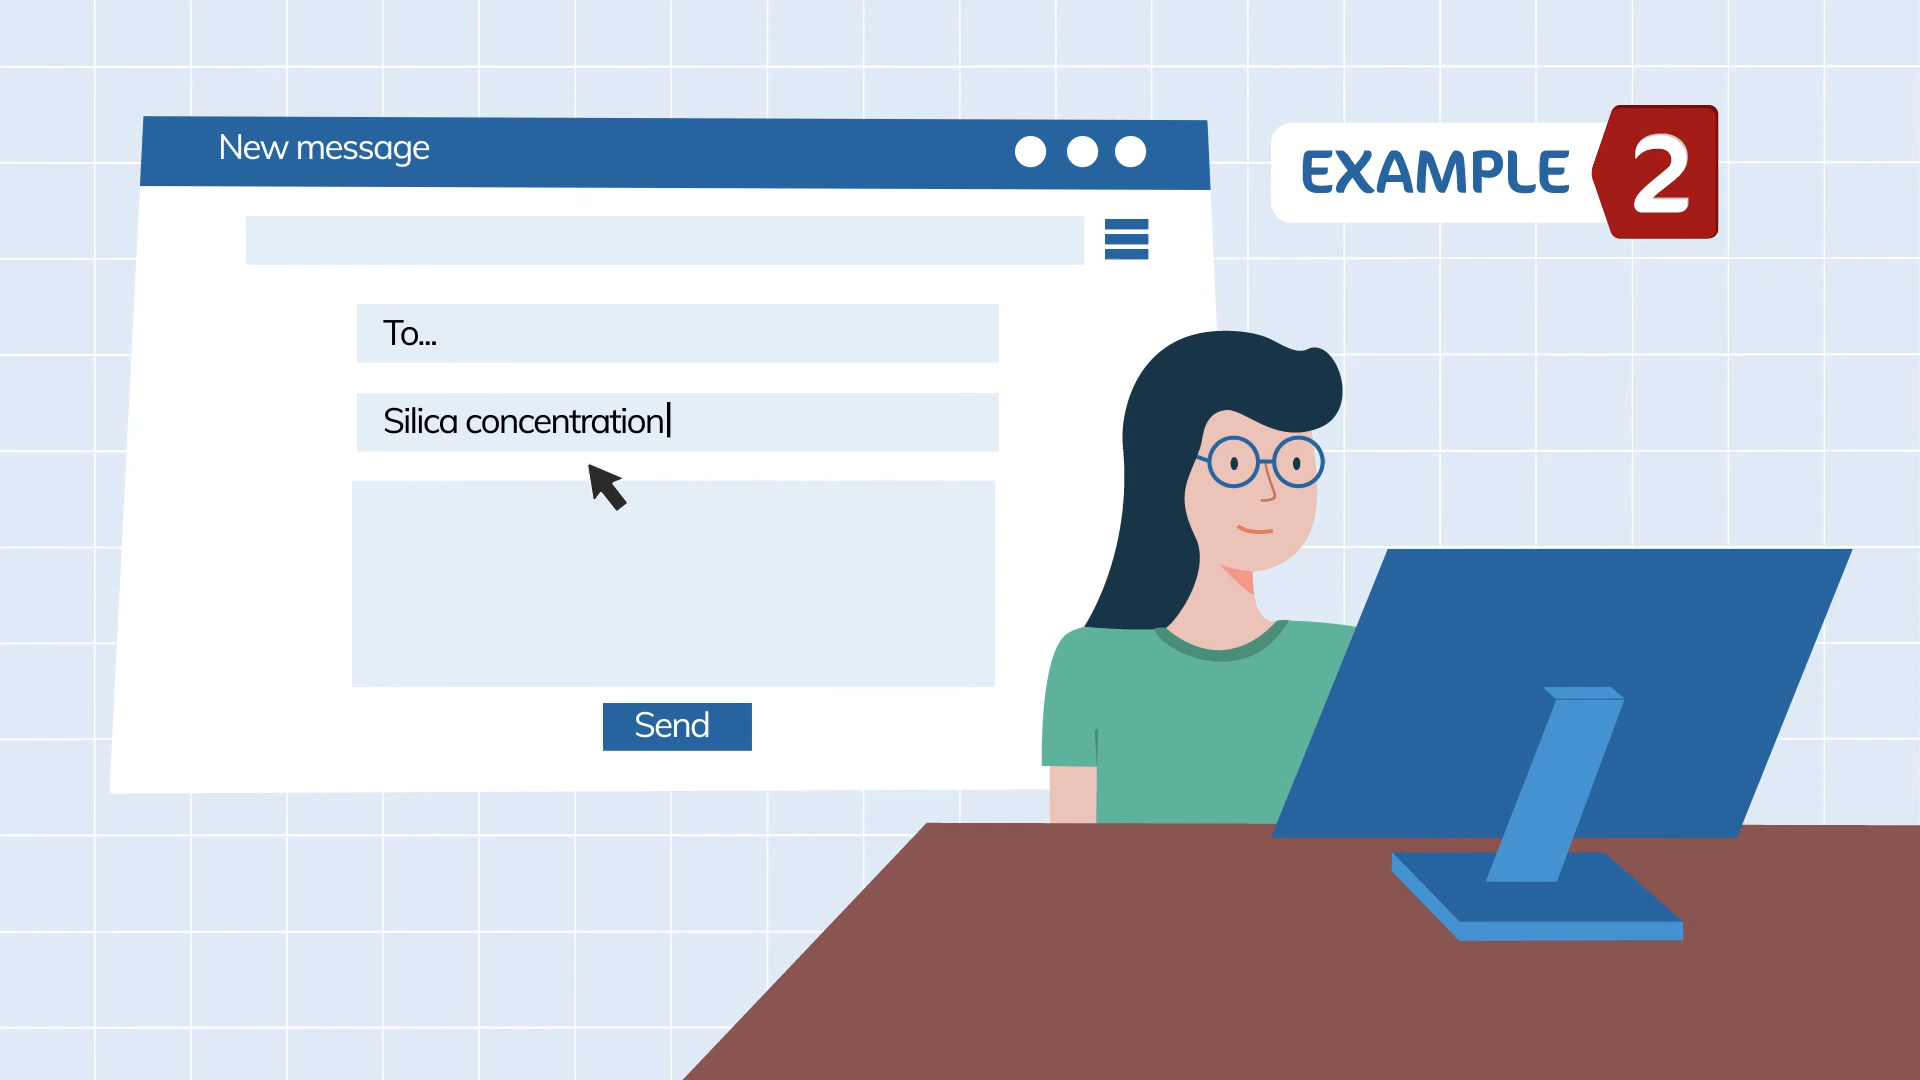 New message
EXAMPLE 2
To...
Silica concentration
Send